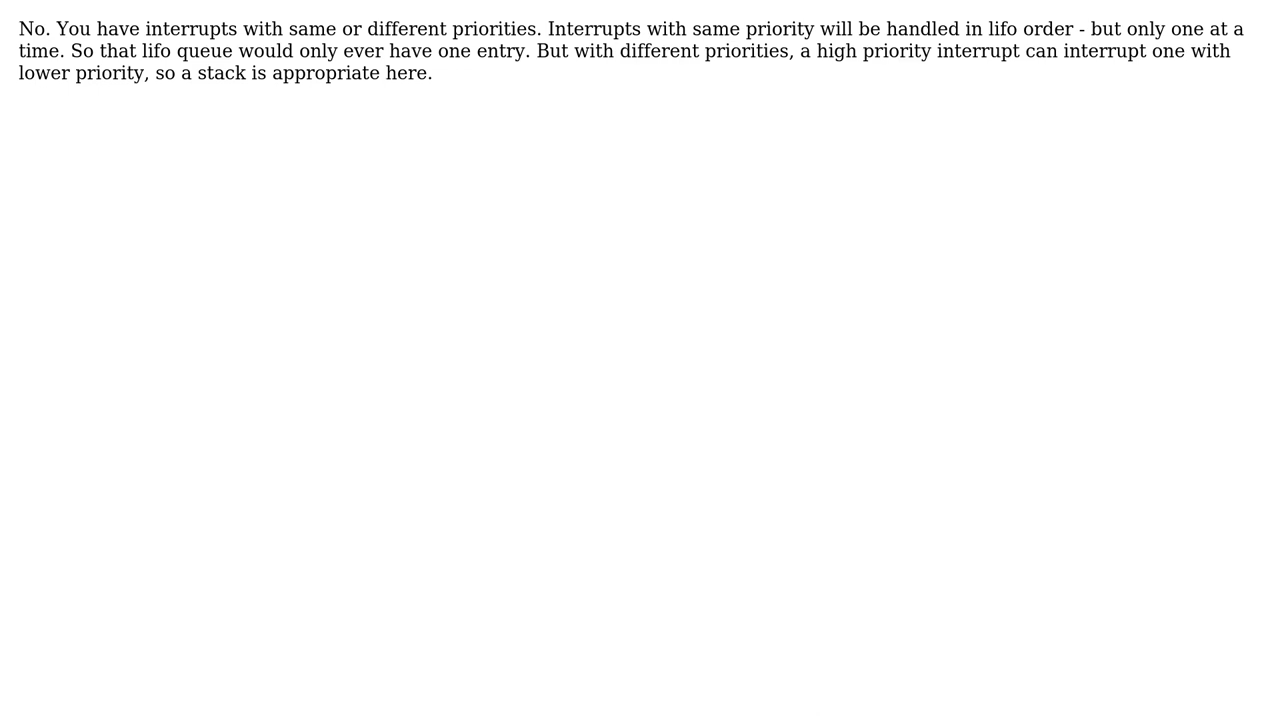 No. You have interrupts with same or different priorities. Interrupts with same priority will be handled in lifo order - but only one at a
time. So that lifo queue would only ever have one entry. But with different priorities, a high priority interrupt can interrupt one with
lower priority, so a stack is appropriate here.